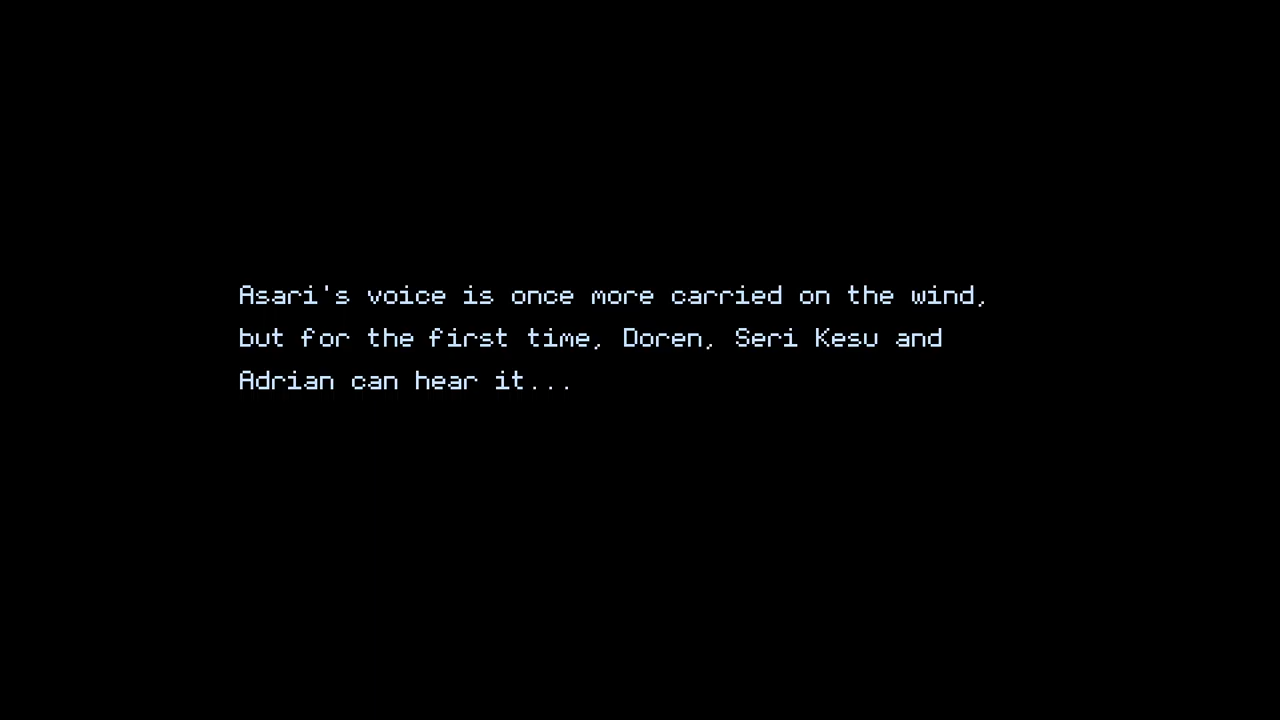 Asari's voice is once more carried on the wind,
but for the first time, Doren, Seri Kesu and
Adrian can hear it...